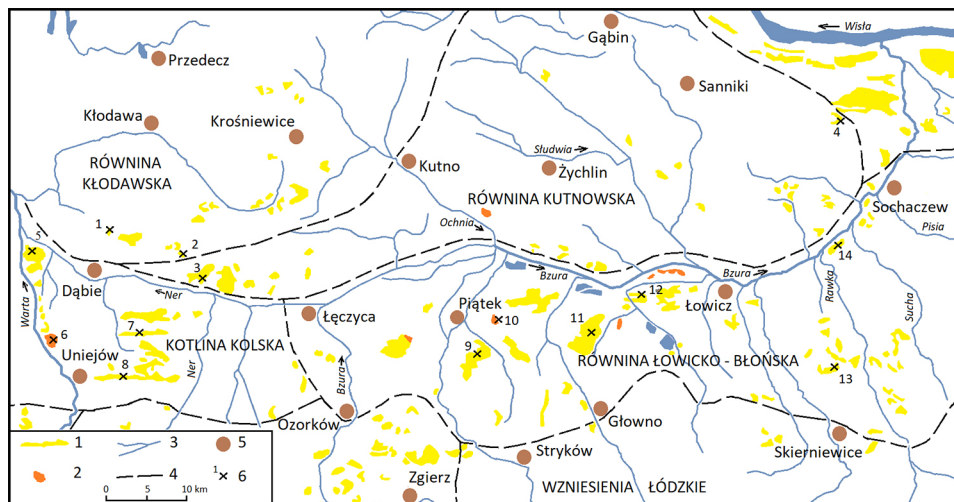 Wisła
Gąbin
Przedecz
Sanniki
Kłodawa
Krośniewice
4
RÓWNINA
KŁODAWSKA
Kutno
Słudwia
Żychlin
Sochaczew
RÓWNINA KUTNOWSKA
1
Ochnia
Pisia
5
2
14
3
Bzura
Bzura
Dąbie
Ner
Rawka
12
Łowicz
Warta
Łęczyca
Piątek
10
Sucha
6
7
11
KOTLINA KOLSKA
9
RÓWNINA ŁOWICKO - BŁOŃSKA
Uniejów
8
Ner
Bzura
13
Ozorków
Głowno
Skierniewice
1
3
5
Stryków
2
4
1
6
Zgierz
WZNIESIENIA ŁÓDZKIE
0 5 10 km